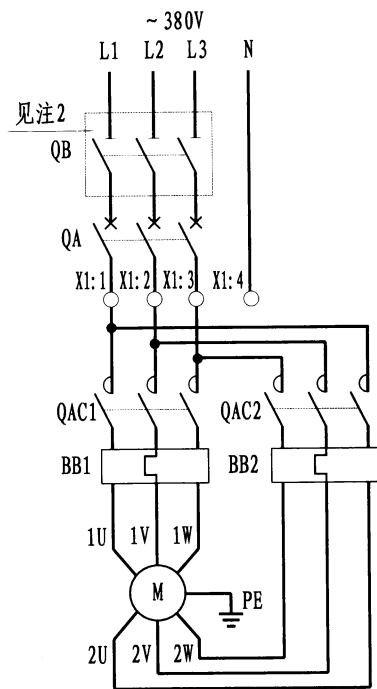 ~380V
L1 L2 L3 N
见注2
QB
QA
X1:1 X1:2 X1:3 X1:4
QAC1 QAC2
BB1 BB2
1U 1V 1W
M
PE
2U 2V 2W